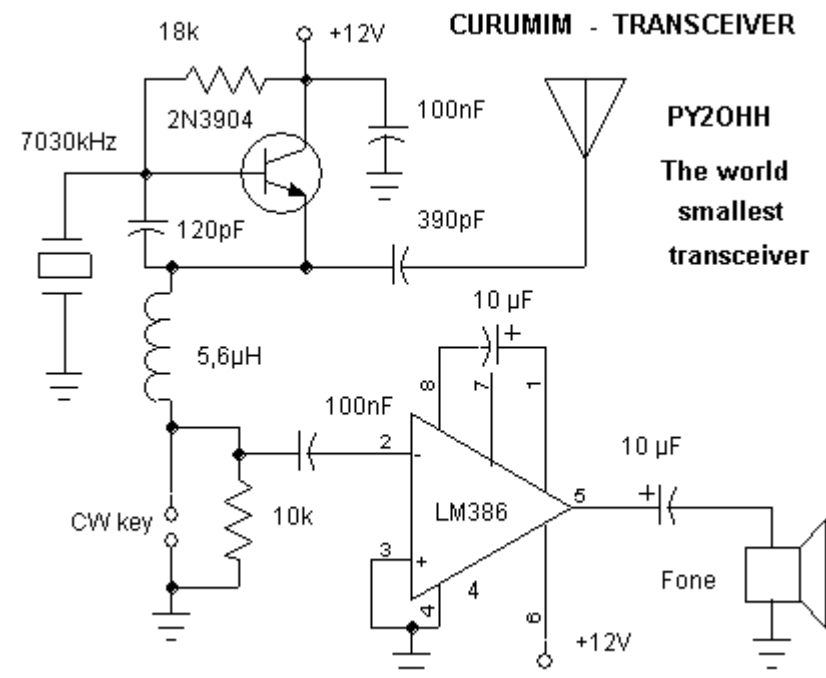 CURUMIM - TRANSCEIVER
18k
+12V
2N3904
100nF
PY2OHH
7030kHz
The world
smallest
transceiver
120pF
390pF
10 µF
5,6µH
8
7
1
100nF
2
-
10 µF
+
CW key
10k
LM386
5
+
3
+
Fone
4
4
6
+12V